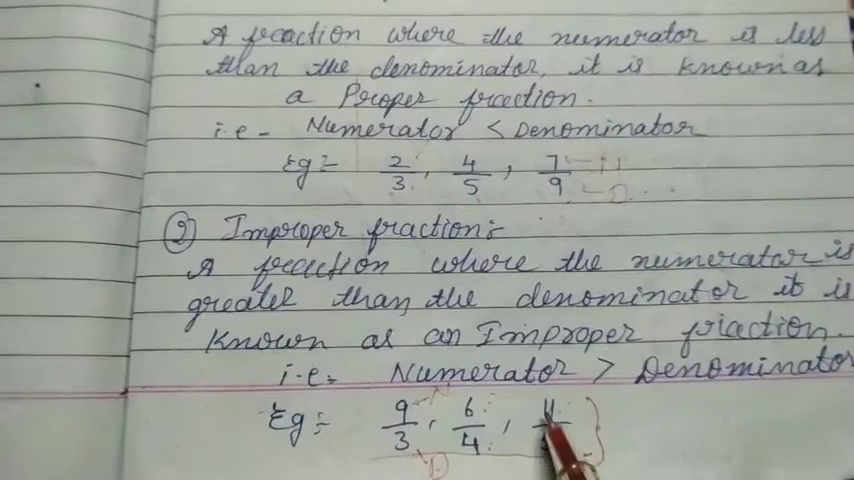 A fraction where the numerator is less
than the denominator, it is known as
a Proper fraction.
i.e- Numerator < Denominator
Eg:- 2/3, 4/5, 7/9 -N -D
② Improper fraction:
A fraction where the numerator is
greater than the denominator it is
known as an Improper friaction.
i.e= Numerator > Denominator
Eg:- 9/3, 6/4, N D